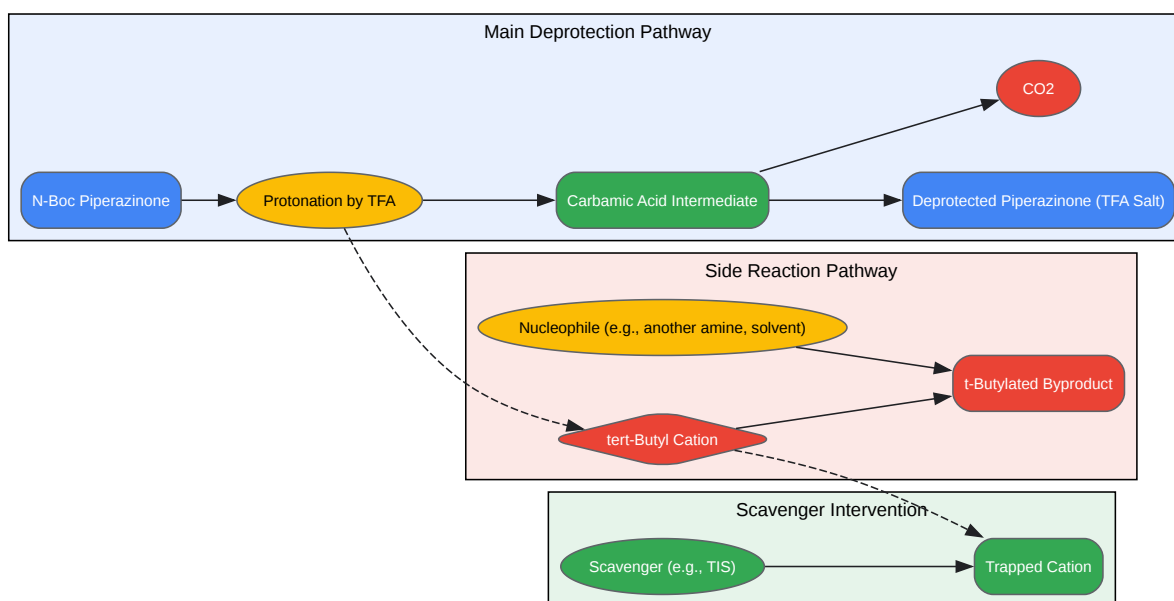 Main Deprotection Pathway
CO2
N-Boc Piperazinone
Protonation by TFA
Carbamic Acid Intermediate
Deprotected Piperazinone (TFA Salt)
Side Reaction Pathway
Nucleophile (e.g., another amine, solvent)
t-Butylated Byproduct
tert-Butyl Cation
Scavenger Intervention
Scavenger (e.g., TIS)
Trapped Cation